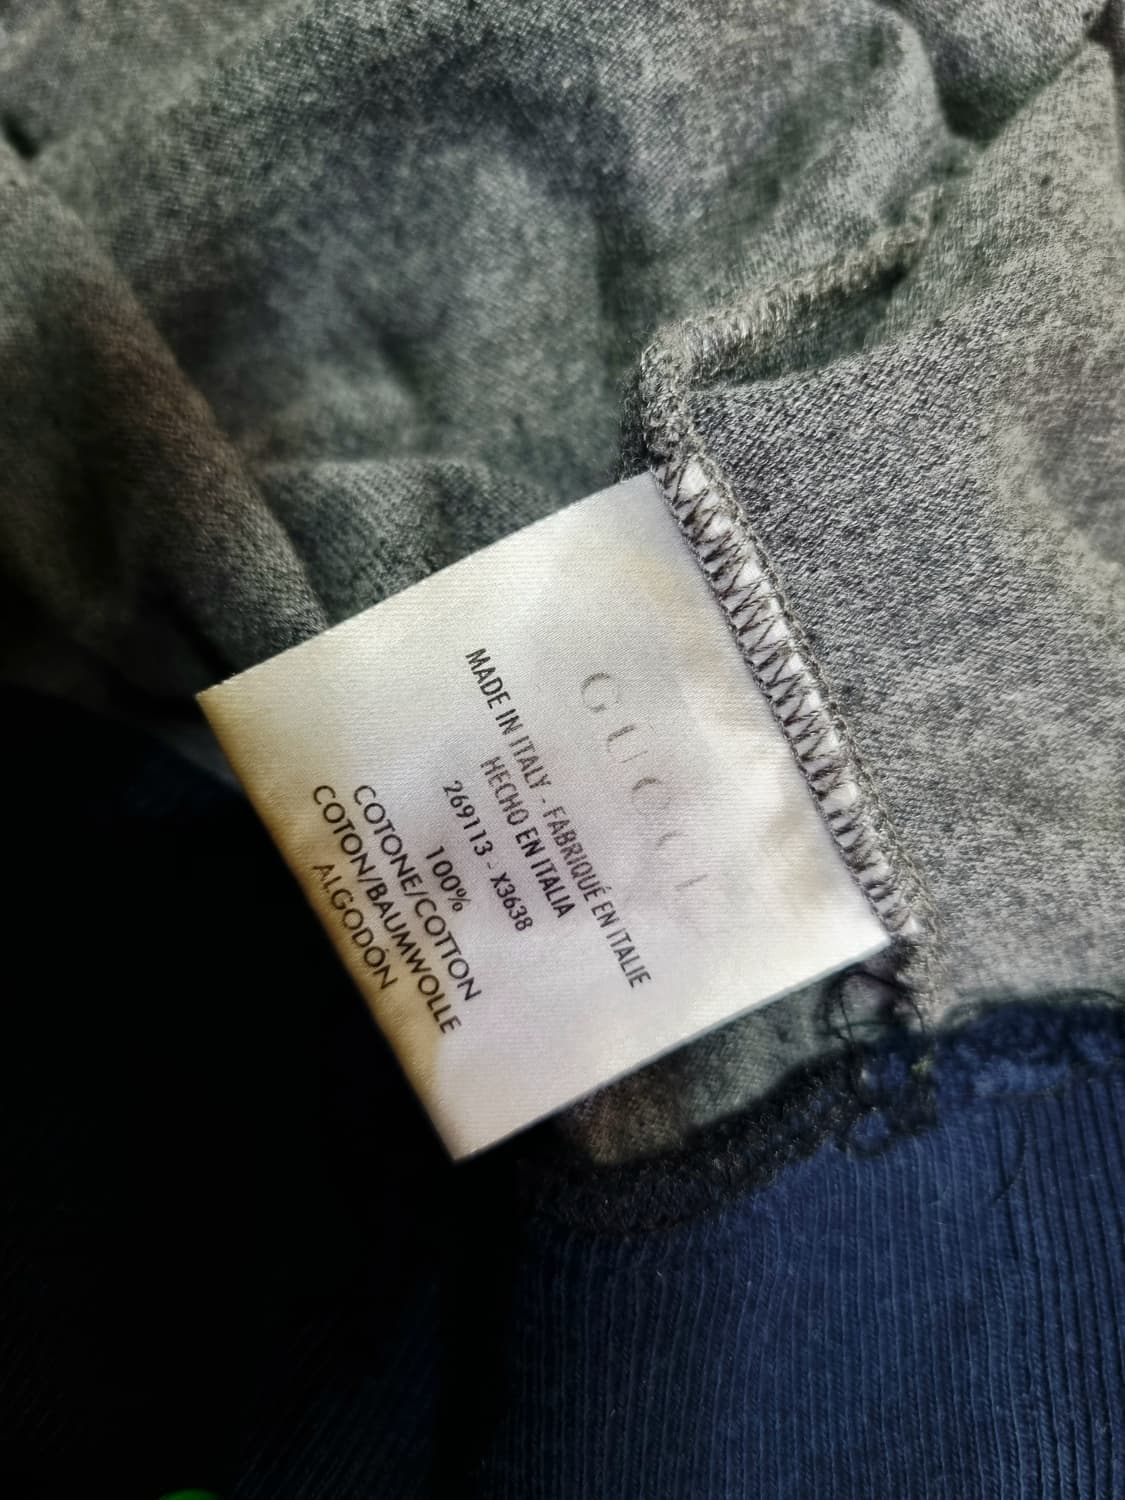 GUCCI
MADE IN ITALY - FABRIQUÉ EN ITALIE
HECHO EN ITALIA
269113 - X3638
100%
COTONE/COTTON
COTON/BAUMWOLLE
ALGODÓN